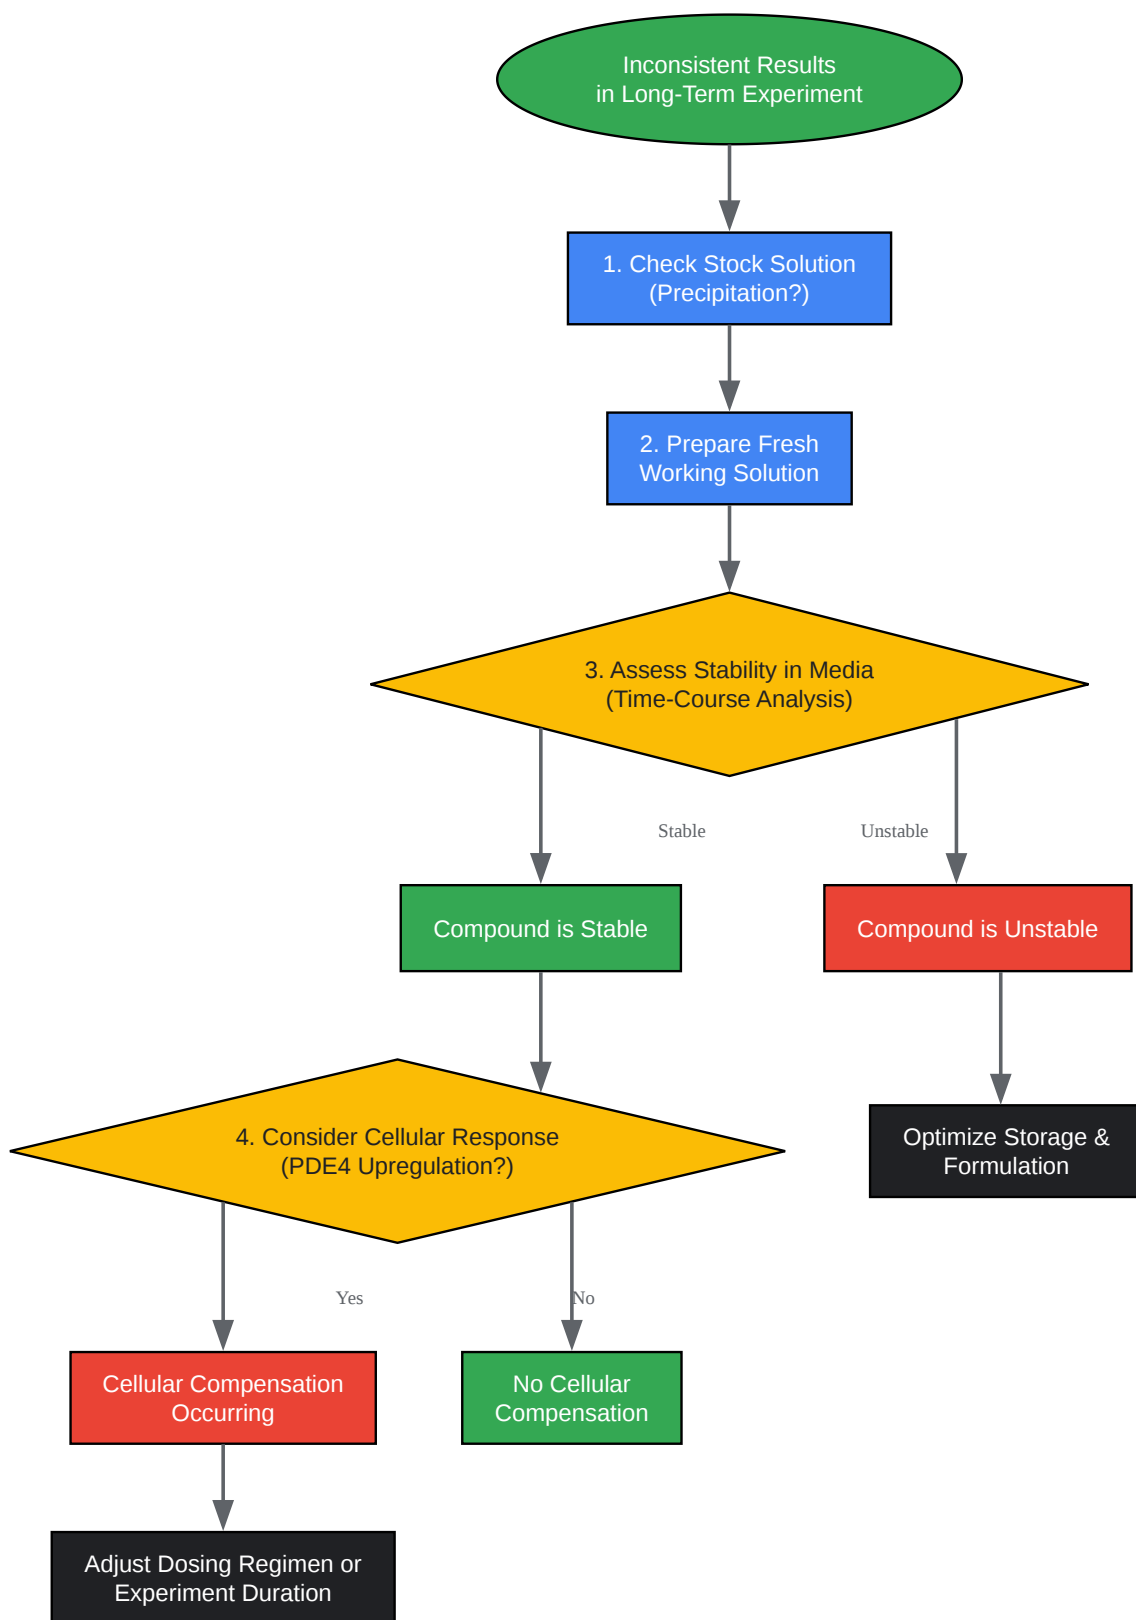 Inconsistent Results
in Long-Term Experiment
1. Check Stock Solution
(Precipitation?)
2. Prepare Fresh
Working Solution
3. Assess Stability in Media
(Time-Course Analysis)
Stable
Unstable
Compound is Stable
Compound is Unstable
4. Consider Cellular Response
(PDE4 Upregulation?)
Optimize Storage &
Formulation
Yes
No
Cellular Compensation
Occurring
No Cellular
Compensation
Adjust Dosing Regimen or
Experiment Duration